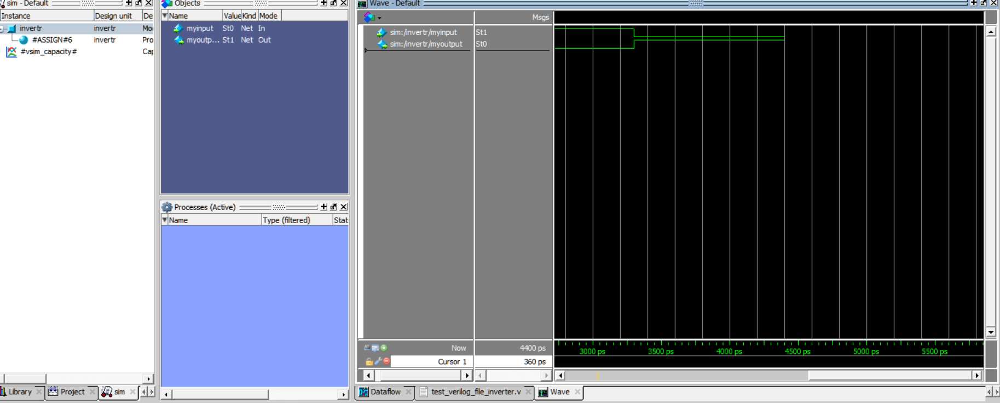 sim - Default
Instance Design unit De
invertr invertr Mo
#ASSIGN#6 invertr Pro
#vsim_capacity# Cap
Library Project sim
Objects
Name Value Kind Mode
myinput St0 Net In
myoutp... St1 Net Out
Processes (Active)
Name Type (filtered) Stat
Wave - Default
Msgs
sim:/invertr/myinput St1
sim:/invertr/myoutput St0
Now 4400 ps
Cursor 1 360 ps
3000 ps 3500 ps 4000 ps 4500 ps 5000 ps 5500 ps
Dataflow test_verilog_file_inverter.v Wave